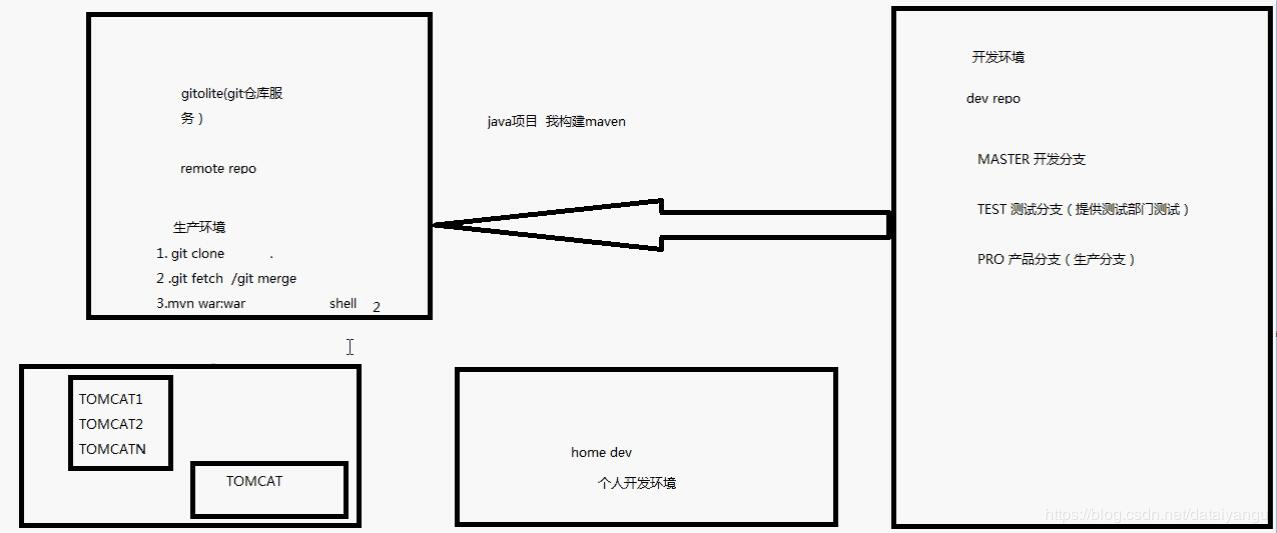 gitolite(git仓库服
务）
remote repo
生产环境
1. git clone .
2 .git fetch /git merge
3.mvn war:war shell 2
java项目 我构建maven
开发环境
dev repo
MASTER 开发分支
TEST 测试分支（提供测试部门测试）
PRO 产品分支（生产分支）
TOMCAT1
TOMCAT2
TOMCATN
TOMCAT
home dev
个人开发环境
https://blog.csdn.net/dataiyangu